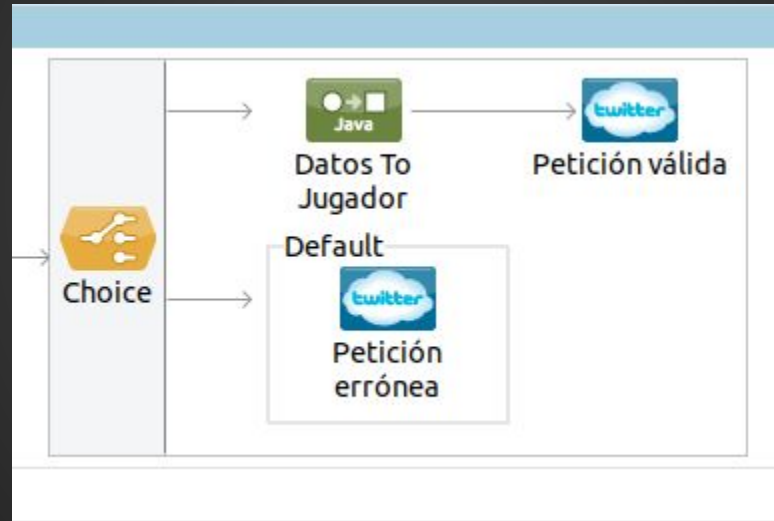 Java
twitter
Datos To
Jugador
Petición válida
Default
Choice
twitter
Petición
errónea